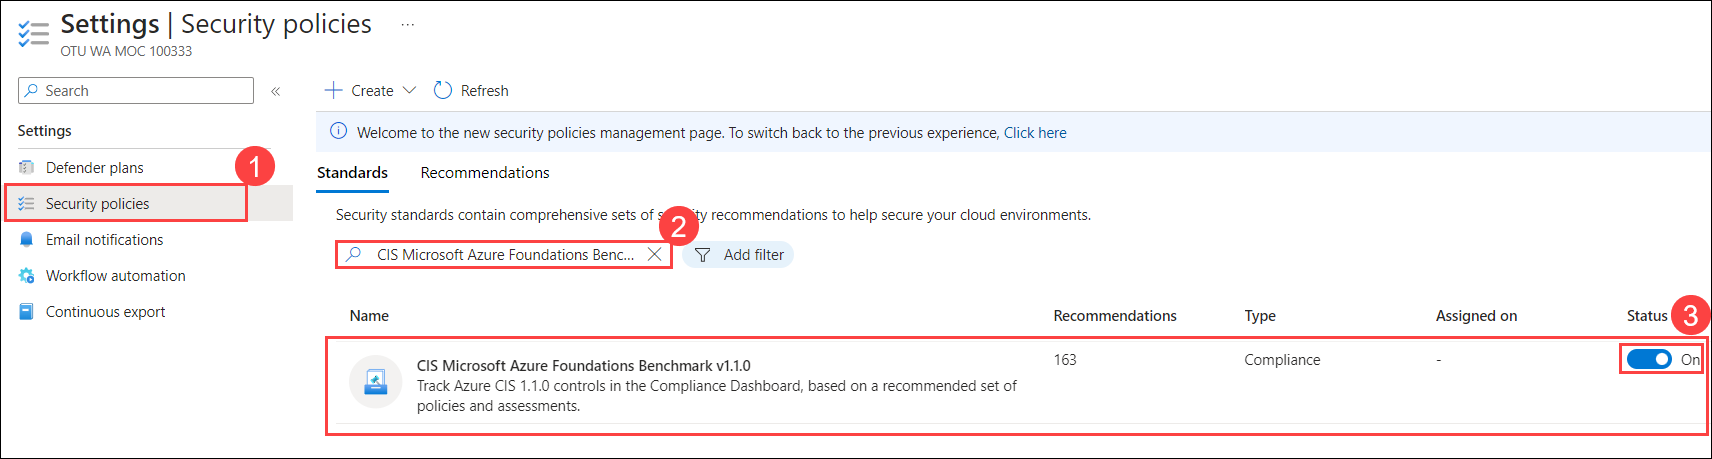 Settings | Security policies ...
OTU WA MOC 100333
Search «
Settings
Defender plans
1
Security policies
Email notifications
Workflow automation
Continuous export
Create Refresh
Welcome to the new security policies management page. To switch back to the previous experience, Click here
Standards Recommendations
Security standards contain comprehensive sets of security recommendations to help secure your cloud environments.
2
CIS Microsoft Azure Foundations Benc... Add filter
Name Recommendations Type Assigned on Status 3
CIS Microsoft Azure Foundations Benchmark v1.1.0 163 Compliance - On
Track Azure CIS 1.1.0 controls in the Compliance Dashboard, based on a recommended set of
policies and assessments.